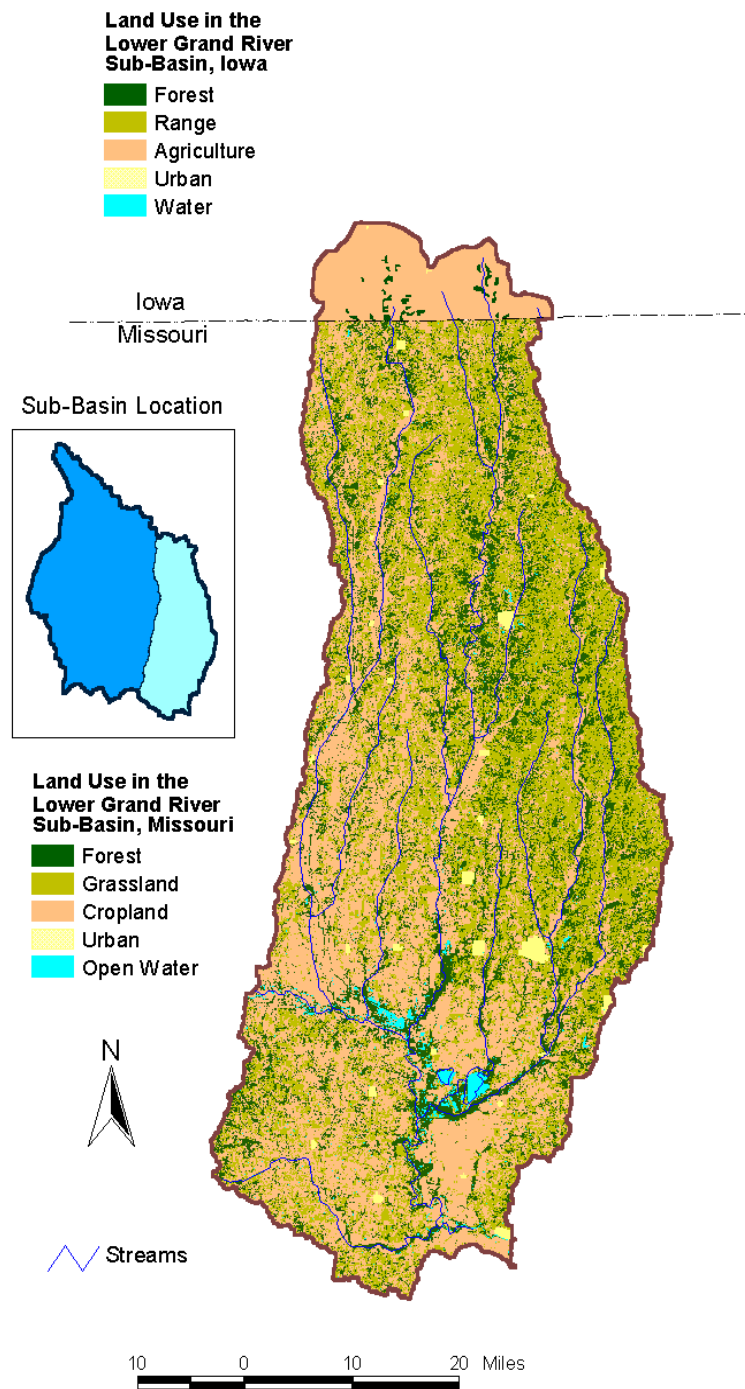 Land Use in the
Lower Grand River
Sub-Basin, Iowa
Forest
Range
Agriculture
Urban
Water
Iowa
Missouri
Sub-Basin Location
Land Use in the
Lower Grand River
Sub-Basin, Missouri
Forest
Grassland
Cropland
Urban
Open Water
N
Streams
10 0 10 20 Miles